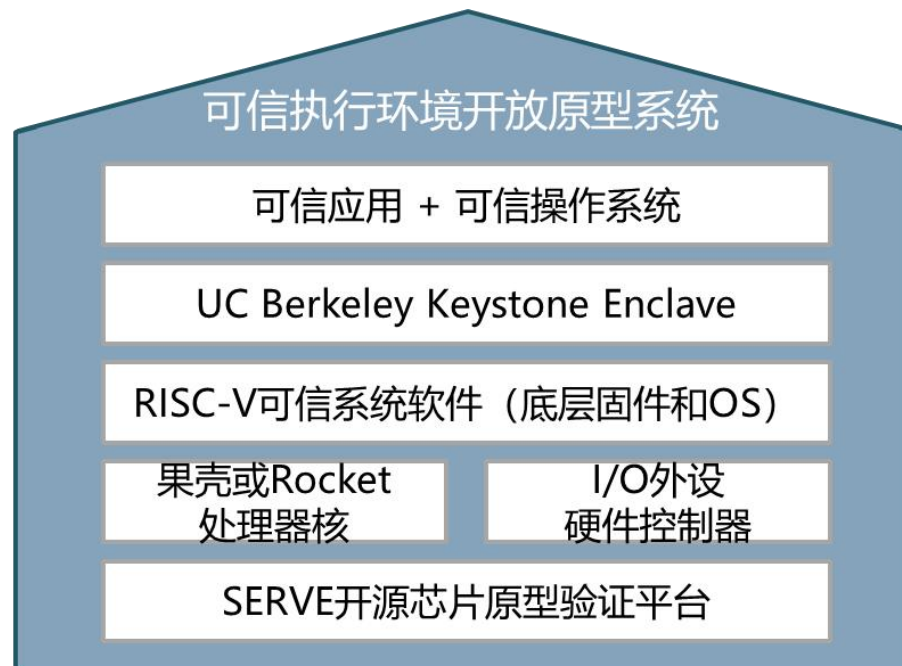 可信执行环境开放原型系统
可信应用 + 可信操作系统
UC Berkeley Keystone Enclave
RISC-V可信系统软件（底层固件和OS）
果壳或Rocket
处理器核
I/O外设
硬件控制器
SERVE开源芯片原型验证平台